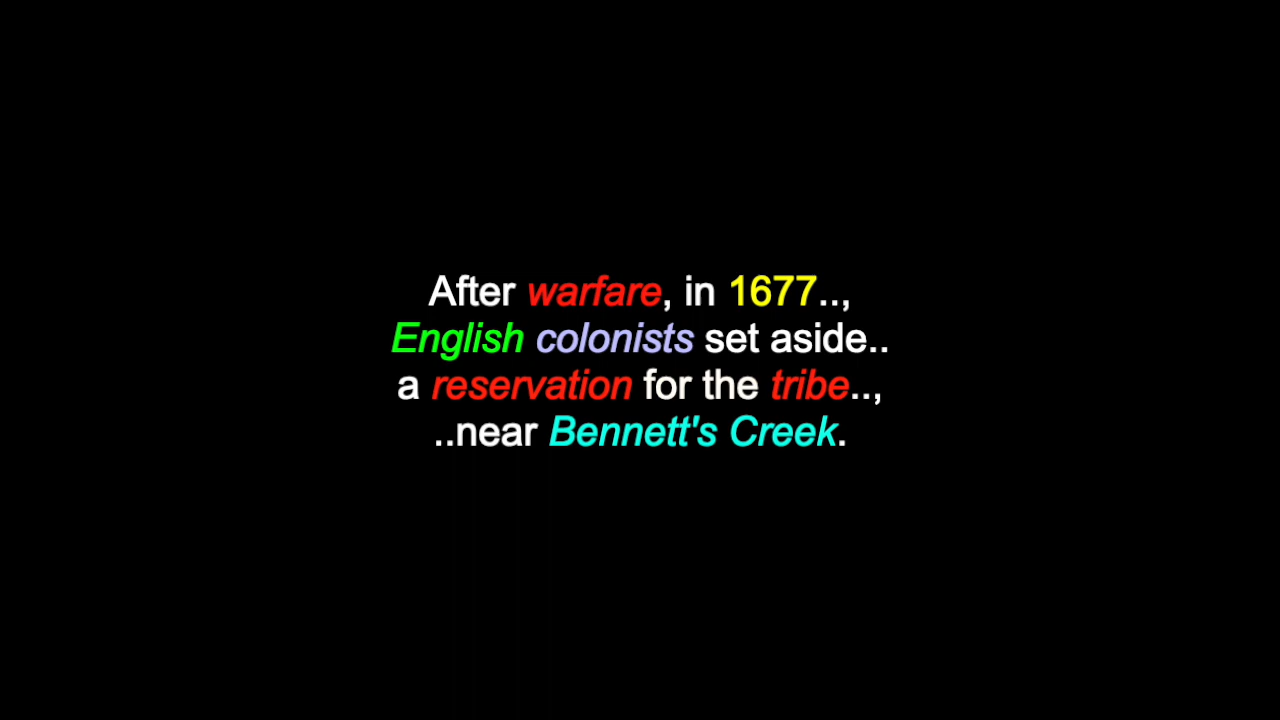 After warfare, in 1677..,
English colonists set aside..
a reservation for the tribe..,
..near Bennett's Creek.